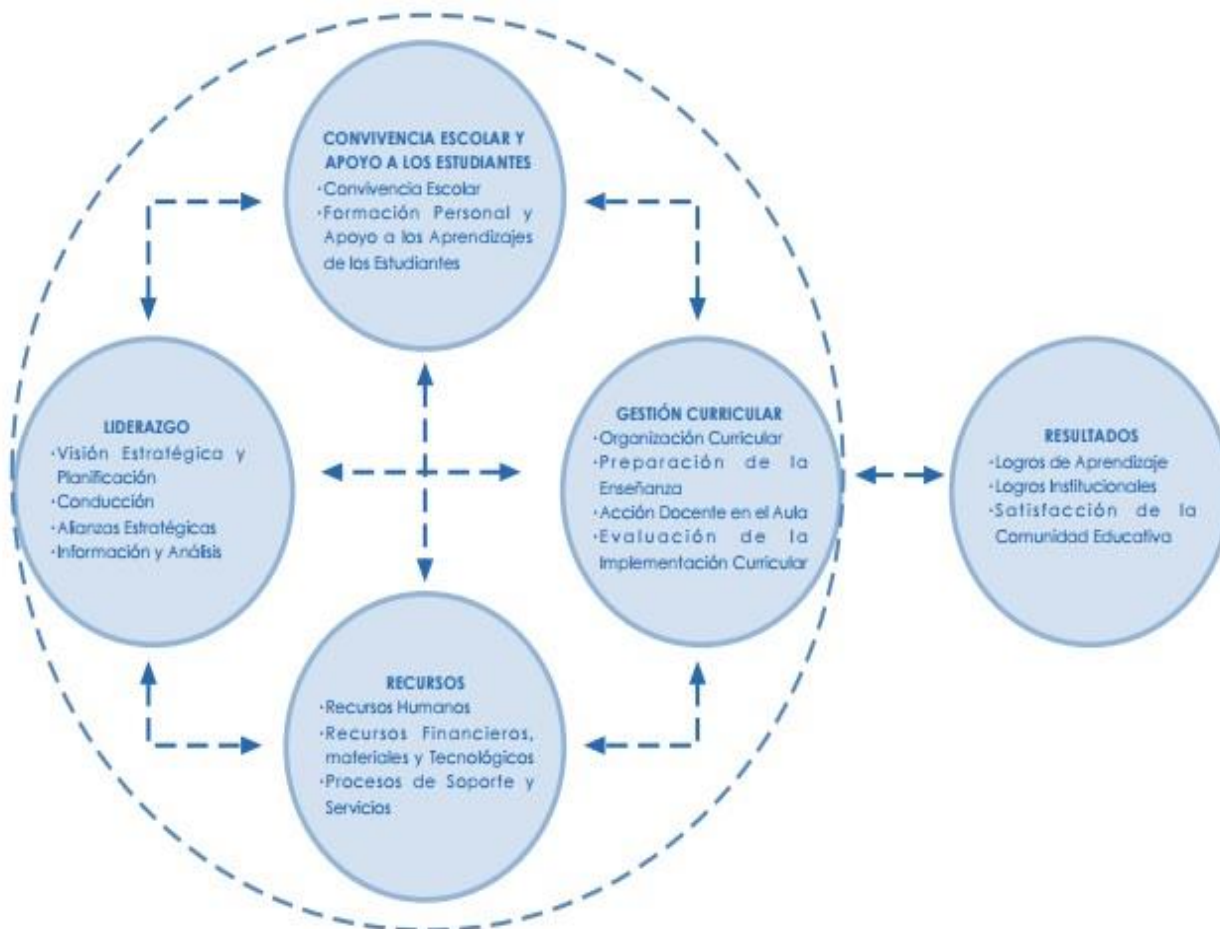 CONVIVENCIA ESCOLAR Y
APOYO A LOS ESTUDIANTES
·Convivencia Escolar
·Formación Personal y
Apoyo a los Aprendizajes
de los Estudiantes
LIDERAZGO
·Visión Estratégica y
Planificación
·Conducción
·Alianzas Estratégicas
·Información y Análisis
GESTIÓN CURRICULAR
·Organización Curricular
·Preparación de la
Enseñanza
·Acción Docente en el Aula
·Evaluación de la
Implementación Curricular
RESULTADOS
·Logros de Aprendizaje
·Logros Institucionales
·Satisfacción de la
Comunidad Educativa
RECURSOS
·Recursos Humanos
·Recursos Financieros,
materiales y Tecnológicos
·Procesos de Soporte y
Servicios